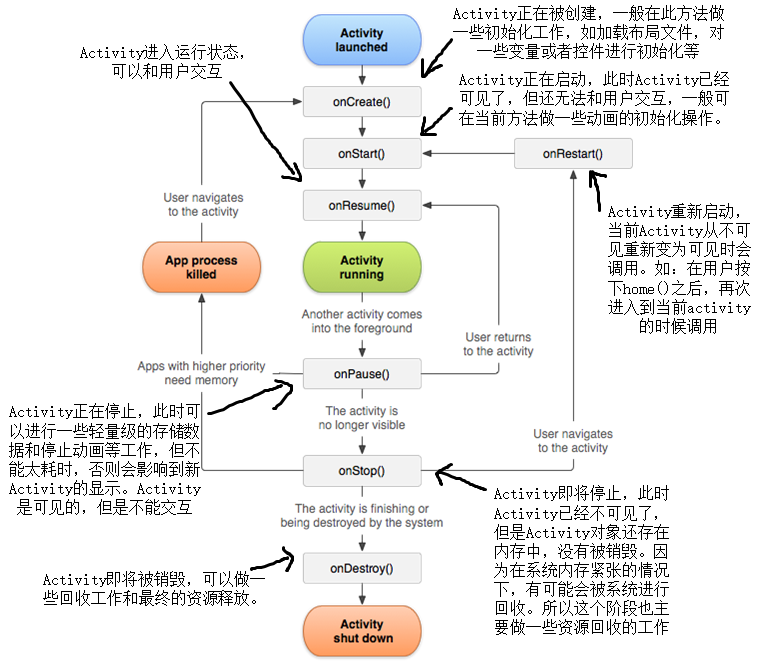 Activity正在被创建，一般在此方法做
一些初始化工作，如加载布局文件，对
一些变量或者控件进行初始化等
Activity
launched
Activity进入运行状态，
可以和用户交互
Activity正在启动，此时Activity已经
可见了，但还无法和用户交互，一般可
在当前方法做一些动画的初始化操作。
onCreate()
onStart()
onRestart()
User navigates
to the activity
onResume()
Activity重新启动，
当前Activity从不可
见重新变为可见时会
调用。如：在用户按
下home()之后，再次
进入到当前activity
的时候调用
App process
killed
Activity
running
Another activity comes
into the foreground
User returns
to the activity
Apps with higher priority
need memory
onPause()
Activity正在停止，此时可
以进行一些轻量级的存储数
据和停止动画等工作，但不
能太耗时，否则会影响到新
Activity的显示。Activity
是可见的，但是不能交互
The activity is
no longer visible
User navigates
to the activity
onStop()
Activity即将停止，此时
Activity已经不可见了，
但是Activity对象还存在
内存中，没有被销毁。因
为在系统内存紧张的情况
下，有可能会被系统进行
回收。所以这个阶段也主
要做一些资源回收的工作
The activity is finishing or
being destroyed by the system
onDestroy()
Activity即将被销毁，可以做一
些回收工作和最终的资源释放。
Activity
shut down